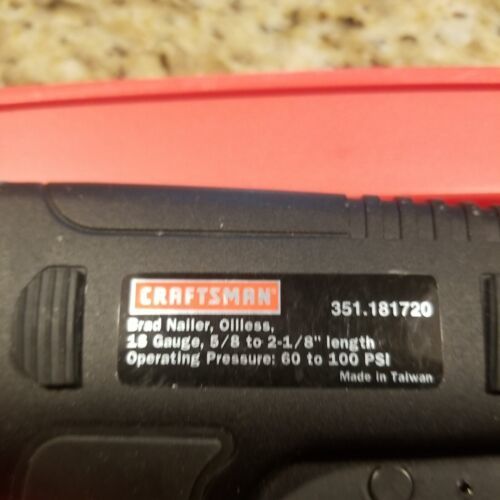 CRAFTSMAN
351.181720
Brad Nailer, Oilless,
18 Gauge, 5/8 to 2-1/8" length
Operating Pressure: 60 to 100 PSI
Made in Taiwan